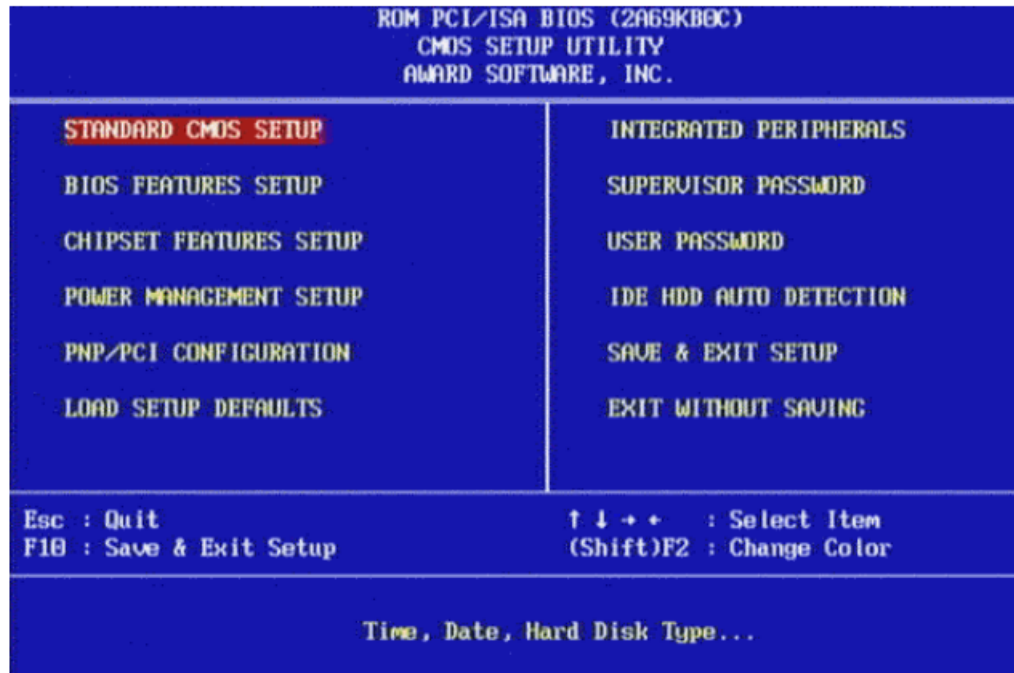 ROM PCI/ISA BIOS (2A69KB0C)
CMOS SETUP UTILITY
AWARD SOFTWARE, INC.
STANDARD CMOS SETUP
BIOS FEATURES SETUP
CHIPSET FEATURES SETUP
POWER MANAGEMENT SETUP
PNP/PCI CONFIGURATION
LOAD SETUP DEFAULTS
INTEGRATED PERIPHERALS
SUPERVISOR PASSWORD
USER PASSWORD
IDE HDD AUTO DETECTION
SAVE & EXIT SETUP
EXIT WITHOUT SAVING
Esc : Quit
F10 : Save & Exit Setup
↑ ↓ → ← : Select Item
(Shift)F2 : Change Color
Time, Date, Hard Disk Type...